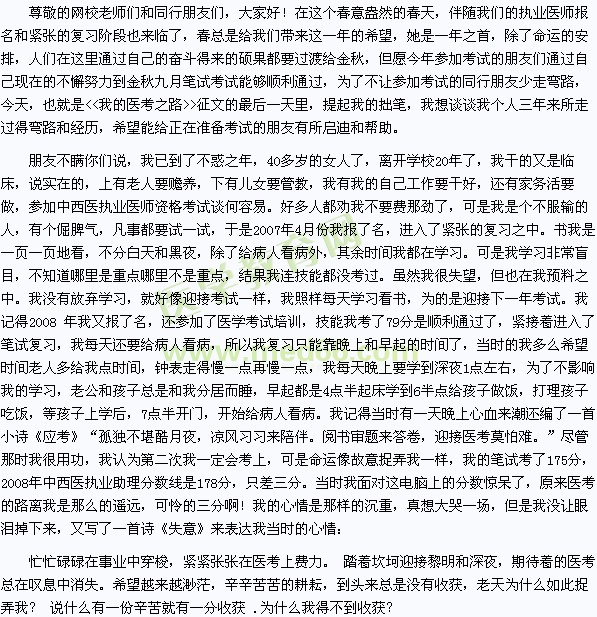 尊敬的网校老师们和同行朋友们，大家好！在这个春意盎然的春天，伴随我们的执业医师报
名和紧张的复习阶段也来临了，春总是给我们带来这一年的希望，她是一年之首，除了命运的安
排，人们在这里通过自己的奋斗得来的硕果都要过渡给金秋，但愿今年参加考试的朋友们通过自
己现在的不懈努力到金秋九月笔试考试能够顺利通过，为了不让参加考试的同行朋友少走弯路，
今天，也就是<<我的医考之路>>征文的最后一天里，提起我的拙笔，我想谈谈我个人三年来所走
过得弯路和经历，希望能给正在准备考试的朋友有所启迪和帮助。
朋友不瞒你们说，我已到了不惑之年，40多岁的女人了，离开学校20年了，我干的又是临
床，说实在的，上有老人要赡养，下有儿女要管教，我有我的自己工作要干好，还有家务活要
做，参加中西医执业医师资格考试谈何容易。好多人都劝我不要费那劲了，可是我是个不服输的
人，有个倔脾气，凡事都要试一试，于是2007年4月份我报了名，进入了紧张的复习之中。书我是
一页一页地看，不分白天和黑夜，除了给病人看病外，其余时间我都在学习。可是我学习非常盲
目，不知道哪里是重点哪里不是重点，结果我连技能都没考过。虽然我很失望，但也在我预料之
中。我没有放弃学习，就好像迎接考试一样，我照样每天学习看书，为的是迎接下一年考试。我
记得2008 年我又报了名，还参加了医学考试培训，技能我考了79分是顺利通过了，紧接着进入了
笔试复习，我每天还要给病人看病，所以我复习只能靠晚上和早起的时间了，当时的我多么希望
时间老人多给我点时间，钟表走得慢一点再慢一点，我每天晚上要学到深夜1点左右，为了不影响
我的学习，老公和孩子总是和我分居而睡，早起都是4点半起床学到6半点给孩子做饭，打理孩子
吃饭，等孩子上学后，7点半开门，开始给病人看病。我记得当时有一天晚上心血来潮还编了一首
小诗《应考》“孤独不堪酷月夜，凉风习习来陪伴。阅书审题来答卷，迎接医考莫怕难。”尽管
那时我很用功，我认为第二次我一定会考上，可是命运像故意捉弄我一样，我的笔试考了175分，
2008年中西医执业助理分数线是178分，只差三分。当时我面对这电脑上的分数惊呆了，原来医考
的路离我是那么的遥远，可怜的三分啊！我的心情是那样的沉重，真想大哭一场，但是我没让眼
泪掉下来，又写了一首诗《失意》来表达我当时的心情：
忙忙碌碌在事业中穿梭，紧紧张张在医考上费力。 踏着坎坷迎接黎明和深夜，期待着的医考
总在叹息中消失。希望越来越渺茫，辛辛苦苦的耕耘，到头来总是没有收获，老天为什么如此捉
弄我？ 说什么有一份辛苦就有一分收获 .为什么我得不到收获？
医学教育网
www.med66.com